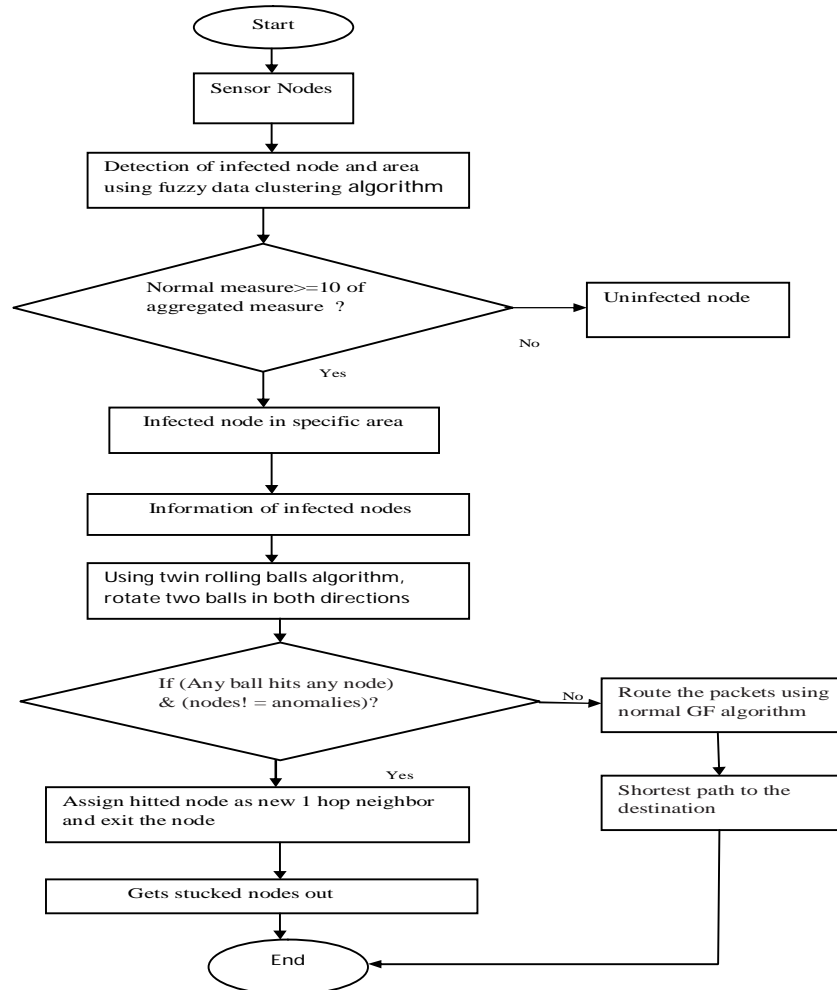 Start
Sensor Nodes
Detection of infected node and area
using fuzzy data clustering algorithm
Normal measure>=10 of
aggregated measure ?
Uninfected node
No
Yes
Infected node in specific area
Information of infected nodes
Using twin rolling balls algorithm,
rotate two balls in both directions
If (Any ball hits any node)
& (nodes! = anomalies)?
No
Route the packets using
normal GF algorithm
Yes
Shortest path to the
destination
Assign hitted node as new 1 hop neighbor
and exit the node
Gets stucked nodes out
End